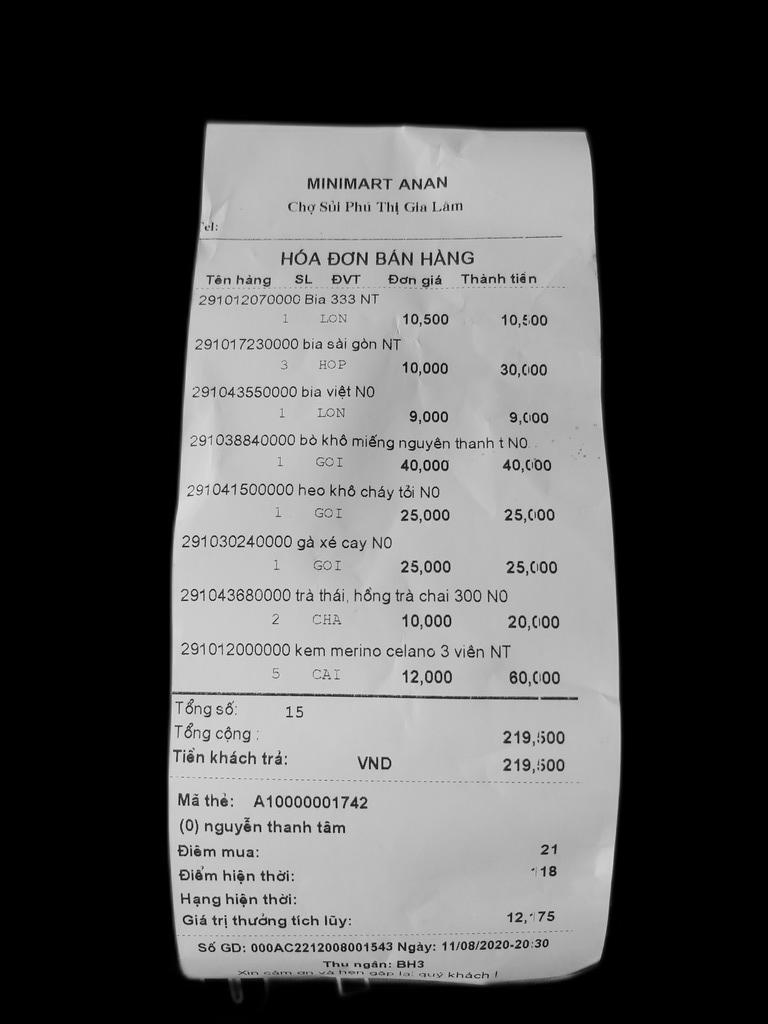 MINIMART ANAN
Chợ Sủi Phú Thị Gia Lâm
Tel:
HÓA ĐƠN BÁN HÀNG
Tên hàng SL ĐVT Đơn giá Thành tiền
291012070000 Bia 333 NT
1 LON 10,500 10,500
291017230000 bia sài gòn NT
3 HOP 10,000 30,000
291043550000 bia việt N0
1 LON 9,000 9,000
291038840000 bò khô miếng nguyên thanh t N0
1 GOI 40,000 40,000
291041500000 heo khô cháy tỏi N0
1 GOI 25,000 25,000
291030240000 gà xé cay N0
1 GOI 25,000 25,000
291043680000 trà thái, hồng trà chai 300 N0
2 CHA 10,000 20,000
291012000000 kem merino celano 3 viên NT
5 CAI 12,000 60,000
Tổng số: 15
Tổng cộng : 219,500
Tiền khách trả: VND 219,500
Mã thẻ: A10000001742
(0) nguyễn thanh tâm
Điểm mua: 21
Điểm hiện thời: 118
Hạng hiện thời:
Giá trị thưởng tích lũy: 12,175
Số GD: 000AC2212008001543 Ngày: 11/08/2020-20:30
Thu ngân: BH3
Xin cảm ơn và hẹn gặp lại quý khách !